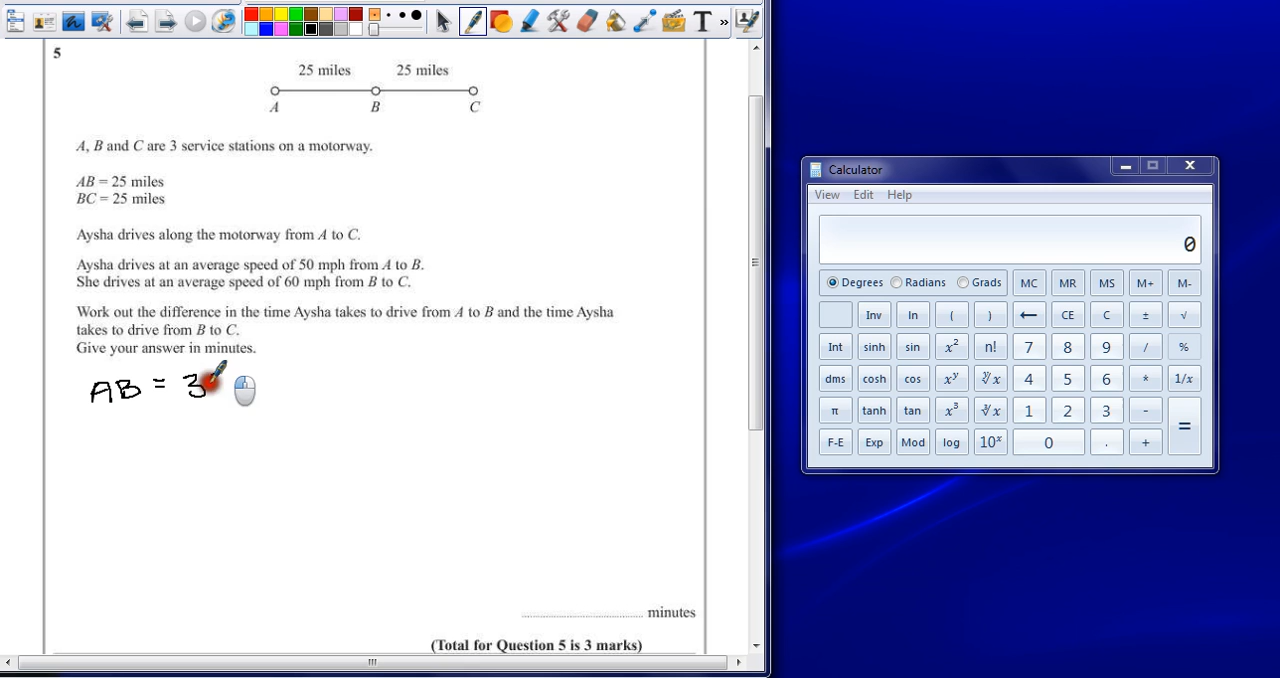 T »
5
25 miles 25 miles
A B C
A, B and C are 3 service stations on a motorway.
AB = 25 miles
BC = 25 miles
Aysha drives along the motorway from A to C.
Aysha drives at an average speed of 50 mph from A to B.
She drives at an average speed of 60 mph from B to C.
Work out the difference in the time Aysha takes to drive from A to B and the time Aysha
takes to drive from B to C.
Give your answer in minutes.
AB = 3
minutes
(Total for Question 5 is 3 marks)
Calculator
View Edit Help
0
Degrees Radians Grads MC MR MS M+ M-
Inv ln ( ) ← CE C ± √
Int sinh sin x² n! 7 8 9 / %
dms cosh cos xʸ ʸ√x 4 5 6 * 1/x
π tanh tan x³ ³√x 1 2 3 - =
F-E Exp Mod log 10ˣ 0 . +